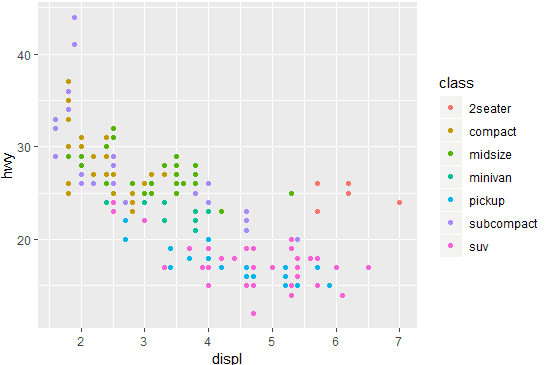 40
30
20
hwy
2 3 4 5 6 7
displ
class
2seater
compact
midsize
minivan
pickup
subcompact
suv